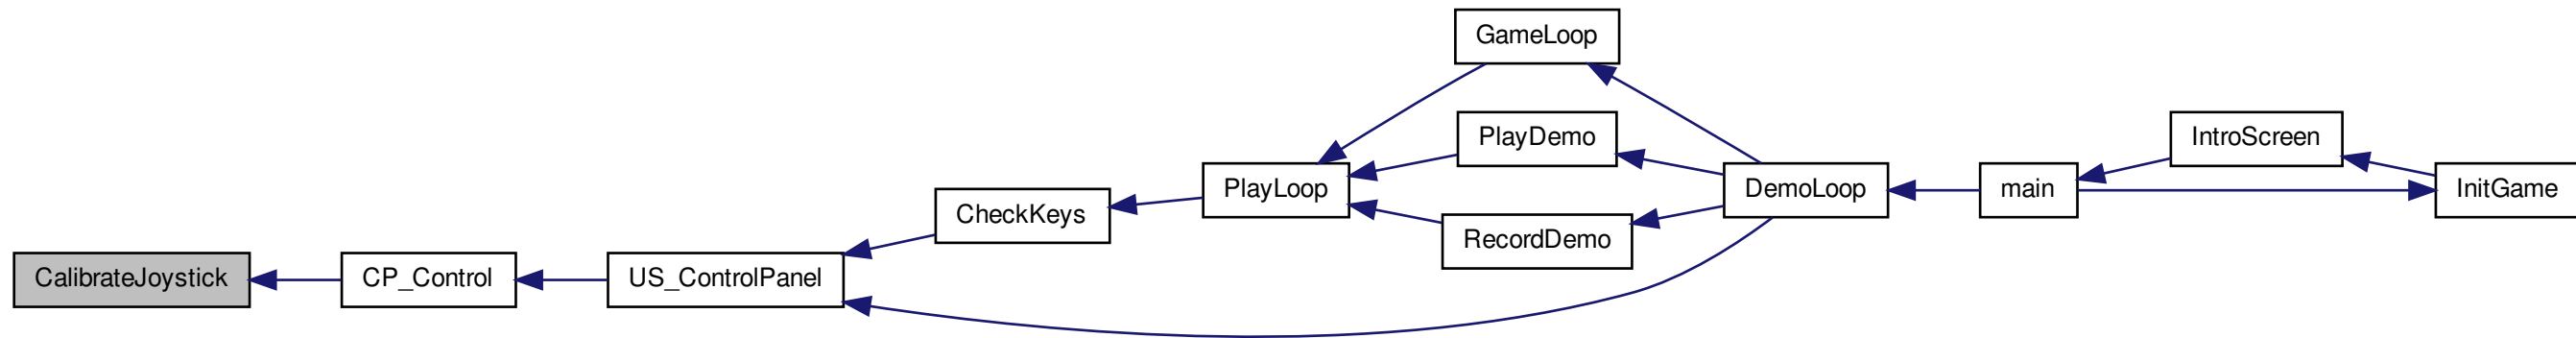 GameLoop
PlayDemo
IntroScreen
PlayLoop
DemoLoop
main
InitGame
CheckKeys
RecordDemo
CalibrateJoystick
CP_Control
US_ControlPanel